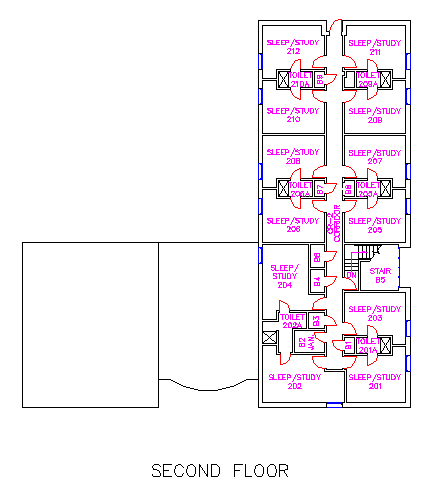 SLEEP/STUDY
212
SLEEP/STUDY
211
TOILET
210A
B9
TOILET
209A
SLEEP/STUDY
210
SLEEP/STUDY
209
SLEEP/STUDY
208
SLEEP/STUDY
207
TOILET
206A
B7
B8
TOILET
203A
SLEEP/STUDY
206
CR-2
CORRIDOR
SLEEP/STUDY
205
B6
SLEEP/
STUDY
204
B4
DN
STAIR
B5
SLEEP/STUDY
203
TOILET
202A
B3
B2
JAN.
B1
TOILET
201A
SLEEP/STUDY
202
SLEEP/STUDY
201
SECOND FLOOR